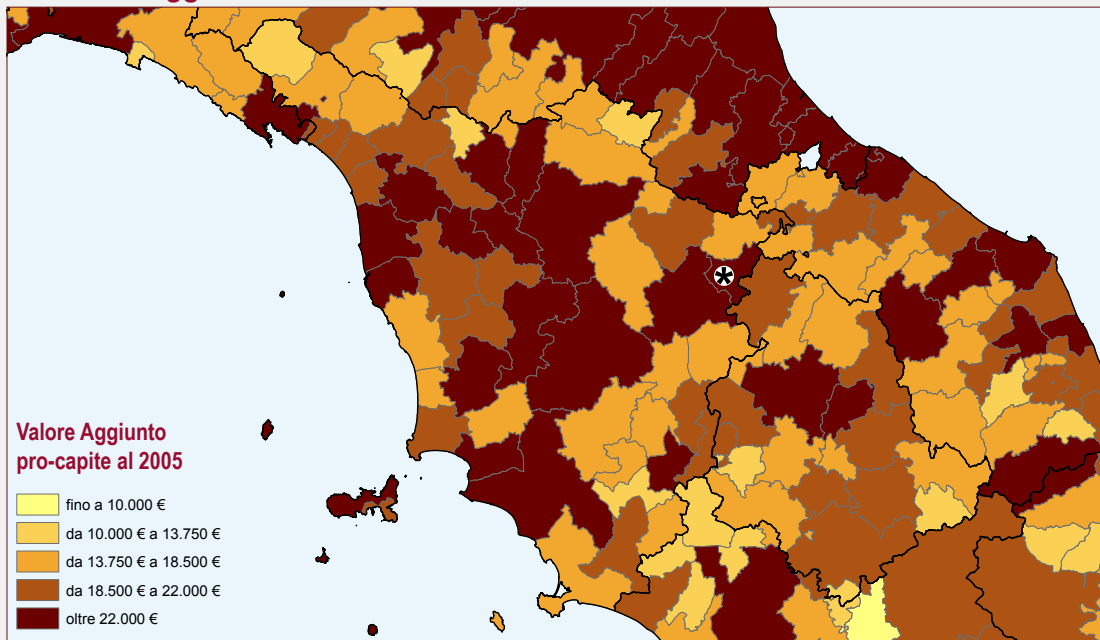 Valore Aggiunto
pro-capite al 2005
fino a 10.000 €
da 10.000 € a 13.750 €
da 13.750 € a 18.500 €
da 18.500 € a 22.000 €
oltre 22.000 €